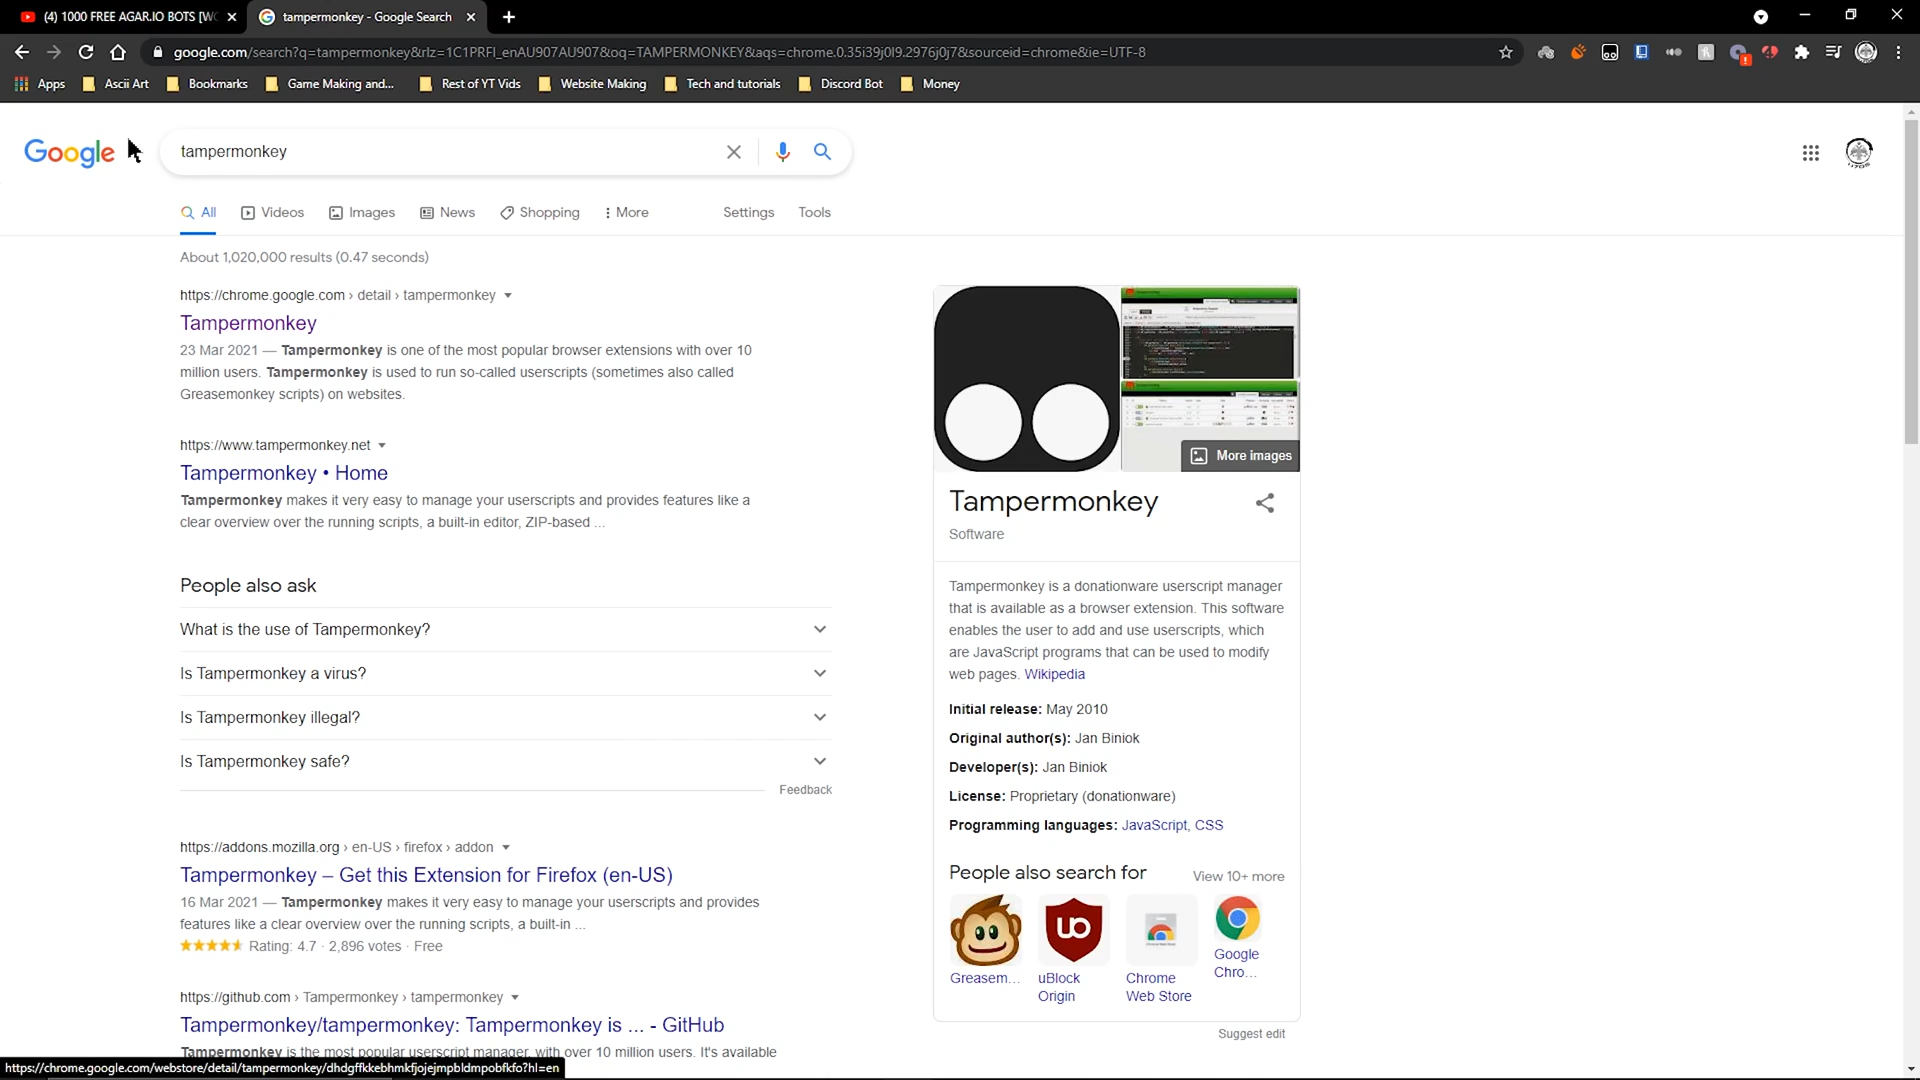 (4) 1000 FREE AGAR.IO BOTS [WO
tampermonkey - Google Search
google.com/search?q=tampermonkey&rlz=1C1PRFI_enAU907AU907&oq=TAMPERMONKEY&aqs=chrome.0.35i39j0l9.2976j0j7&sourceid=chrome&ie=UTF-8
Apps
Ascii Art
Bookmarks
Game Making and...
Rest of YT Vids
Website Making
Tech and tutorials
Discord Bot
Money
Google
tampermonkey
All
Videos
Images
News
Shopping
More
Settings
Tools
About 1,020,000 results (0.47 seconds)
https://chrome.google.com › detail › tampermonkey
Tampermonkey
23 Mar 2021 — Tampermonkey is one of the most popular browser extensions with over 10
million users. Tampermonkey is used to run so-called userscripts (sometimes also called
Greasemonkey scripts) on websites.
https://www.tampermonkey.net
Tampermonkey • Home
Tampermonkey makes it very easy to manage your userscripts and provides features like a
clear overview over the running scripts, a built-in editor, ZIP-based ...
People also ask
What is the use of Tampermonkey?
Is Tampermonkey a virus?
Is Tampermonkey illegal?
Is Tampermonkey safe?
Feedback
https://addons.mozilla.org › en-US › firefox › addon
Tampermonkey – Get this Extension for Firefox (en-US)
16 Mar 2021 — Tampermonkey makes it very easy to manage your userscripts and provides
features like a clear overview over the running scripts, a built-in ...
Rating: 4.7 · 2,896 votes · Free
https://github.com › Tampermonkey › tampermonkey
Tampermonkey/tampermonkey: Tampermonkey is ... - GitHub
Tampermonkey is the most popular userscript manager, with over 10 million users. It's available
https://chrome.google.com/webstore/detail/tampermonkey/dhdgffkkebhmkfjojejmpbldmpobfkfo?hl=en
More images
Tampermonkey
Software
Tampermonkey is a donationware userscript manager
that is available as a browser extension. This software
enables the user to add and use userscripts, which
are JavaScript programs that can be used to modify
web pages. Wikipedia
Initial release: May 2010
Original author(s): Jan Biniok
Developer(s): Jan Biniok
License: Proprietary (donationware)
Programming languages: JavaScript, CSS
People also search for
View 10+ more
Greasem...
uBlock
Origin
Chrome
Web Store
Google
Chro...
Suggest edit